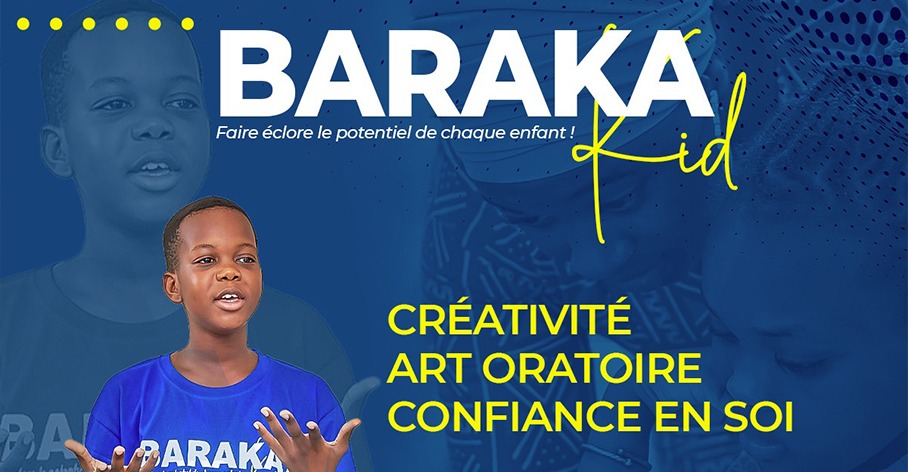 BARAKA
Kid
Faire éclore le potentiel de chaque enfant !
CRÉATIVITÉ
ART ORATOIRE
CONFIANCE EN SOI
BARAKA